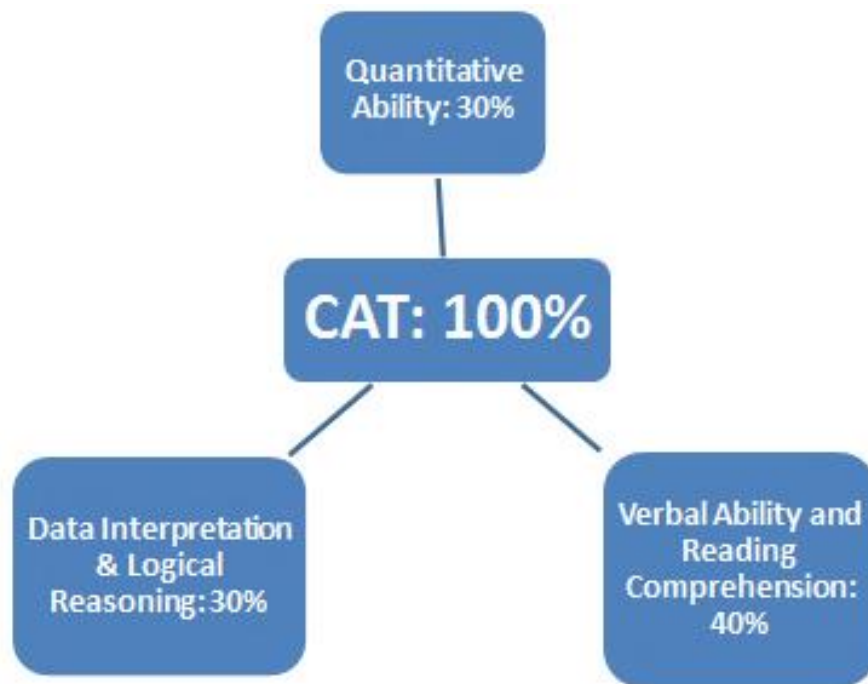 Quantitative
Ability: 30%
CAT: 100%
Data Interpretation
& Logical
Reasoning: 30%
Verbal Ability and
Reading
Comprehension:
40%